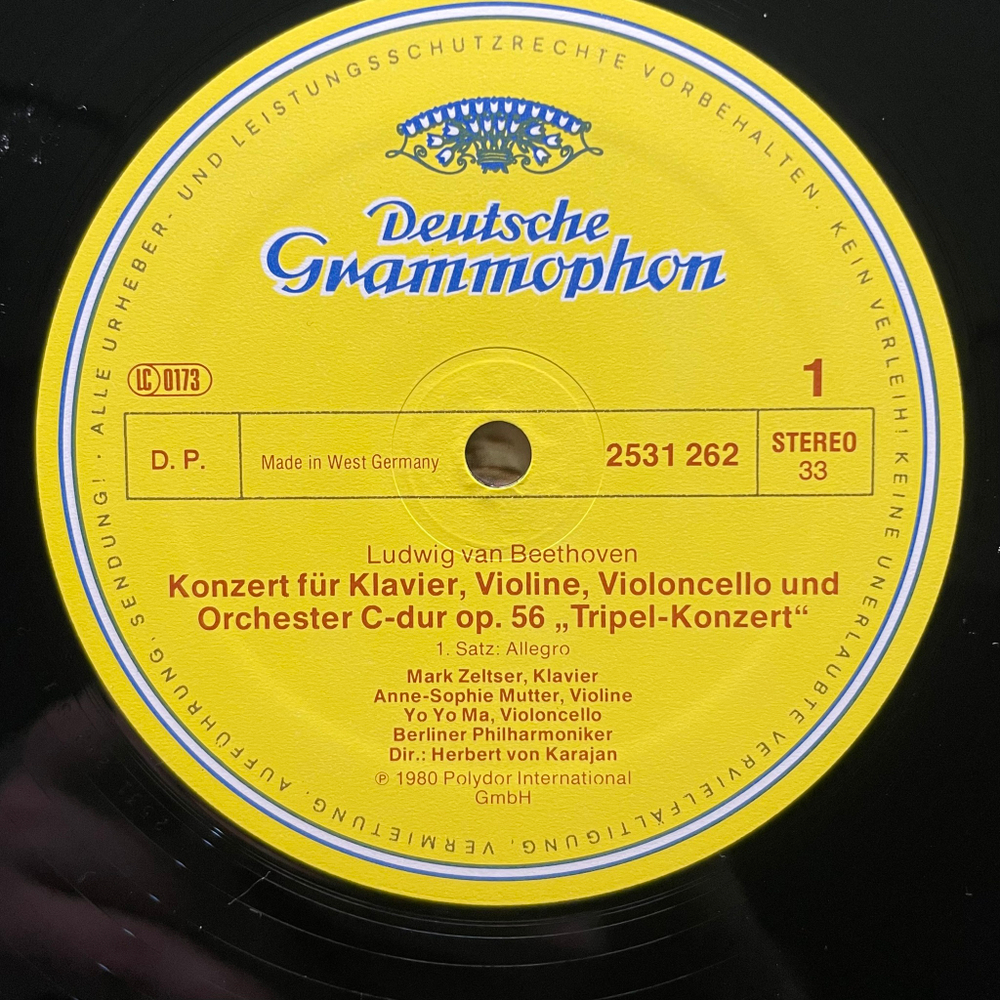 ALLE URHEBER- UND LEISTUNGSSCHUTZRECHTE VORBEHALTEN. KEIN VERLEIH! KEINE UNERLAUBTE VERVIELFÄLTIGUNG, VERMIETUNG, AUFFÜHRUNG, SENDUNG! ·
Deutsche
Grammophon
LC 0173
1
D. P.
Made in West Germany
2531 262
STEREO
33
Ludwig van Beethoven
Konzert für Klavier, Violine, Violoncello und
Orchester C-dur op. 56 „Tripel-Konzert“
1. Satz: Allegro
Mark Zeltser, Klavier
Anne-Sophie Mutter, Violine
Yo Yo Ma, Violoncello
Berliner Philharmoniker
Dir.: Herbert von Karajan
℗ 1980 Polydor International
GmbH